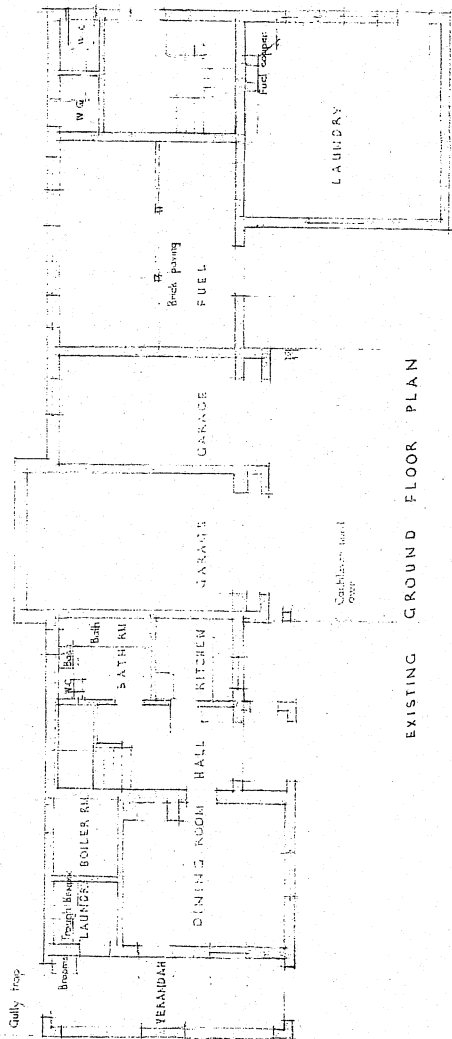 Gully trap
Brooms
VERANDAH
Trough
LAUNDRY
BOILER RM.
DINING ROOM
HALL
W.C.
Basin
Bath
BATH RM.
KITCHEN
GARAGE
GARAGE
FUEL
Brick paving
W.C.
W.C.
Fuel copper
LAUNDRY
EXISTING GROUND FLOOR PLAN